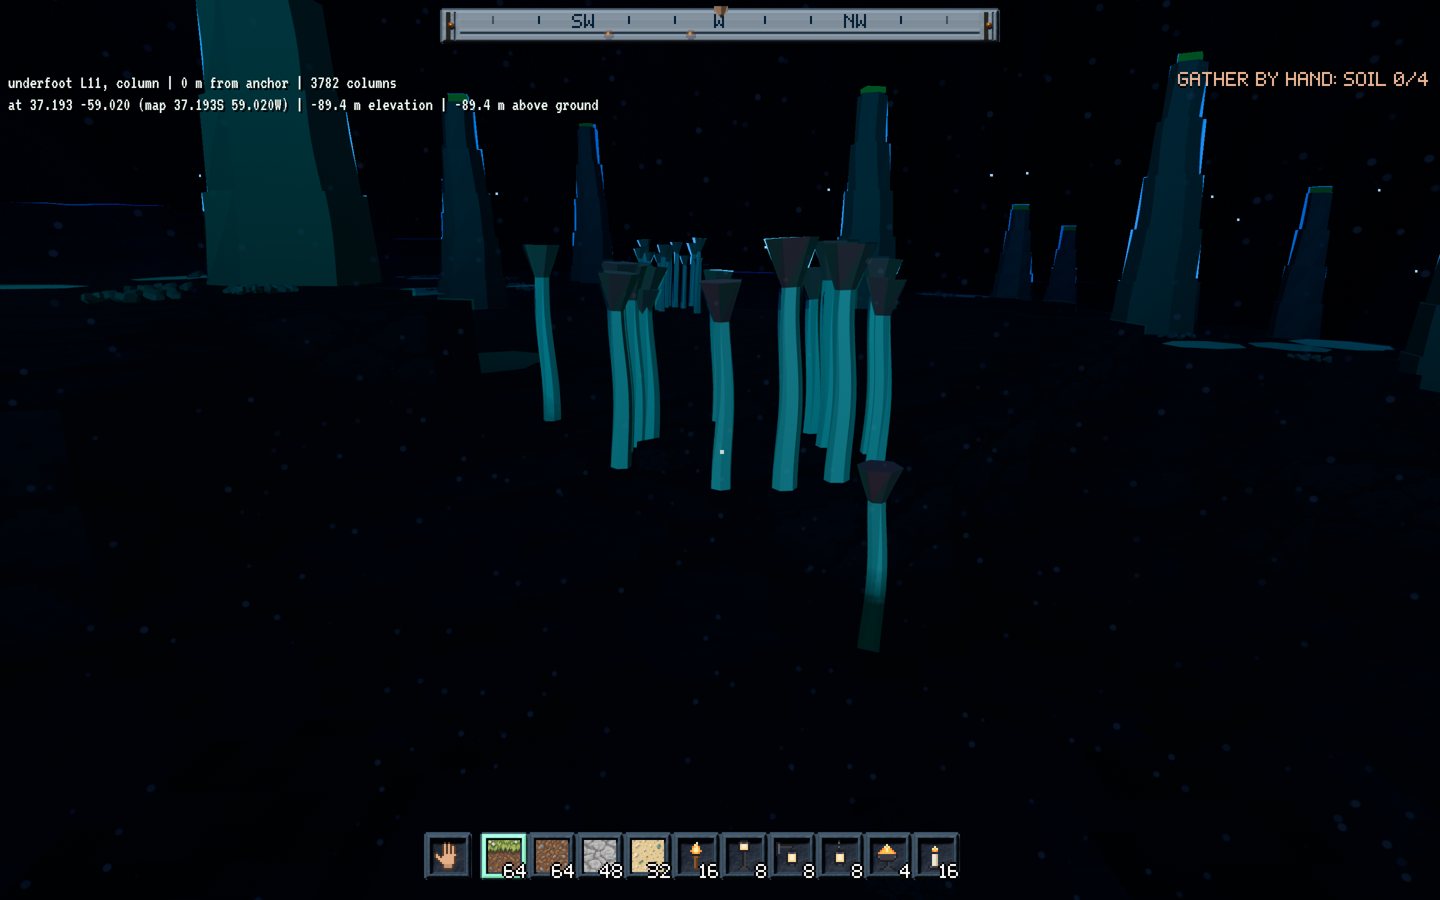 SW W NW
underfoot L11, column | 0 m from anchor | 3782 columns
GATHER BY HAND: SOIL 0/4
at 37.193 -59.020 (map 37.193S 59.020W) | -89.4 m elevation | -89.4 m above ground
64 64 48 32 16 8 8 8 4 16